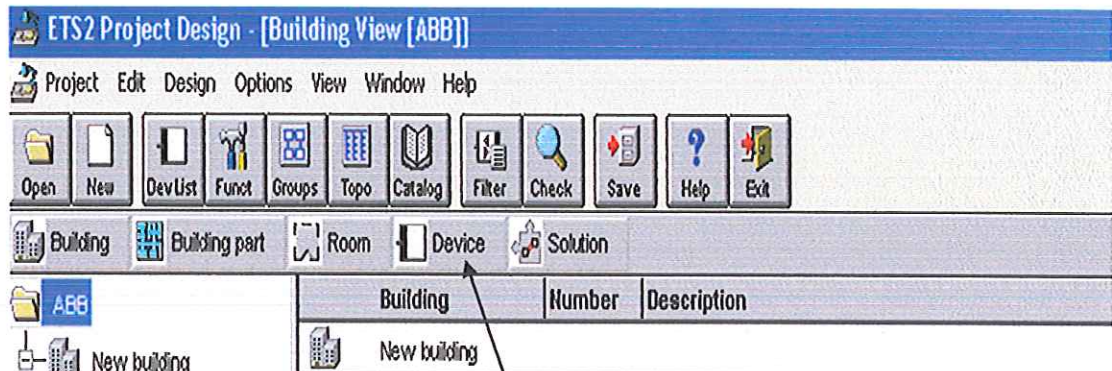 ETS2 Project Design - [Building View [ABB]]
Project Edit Design Options View Window Help
Open New DevList Funct Groups Topo Catalog Filter Check Save Help Exit
Building Building part Room Device Solution
ABB Building Number Description
New building New building